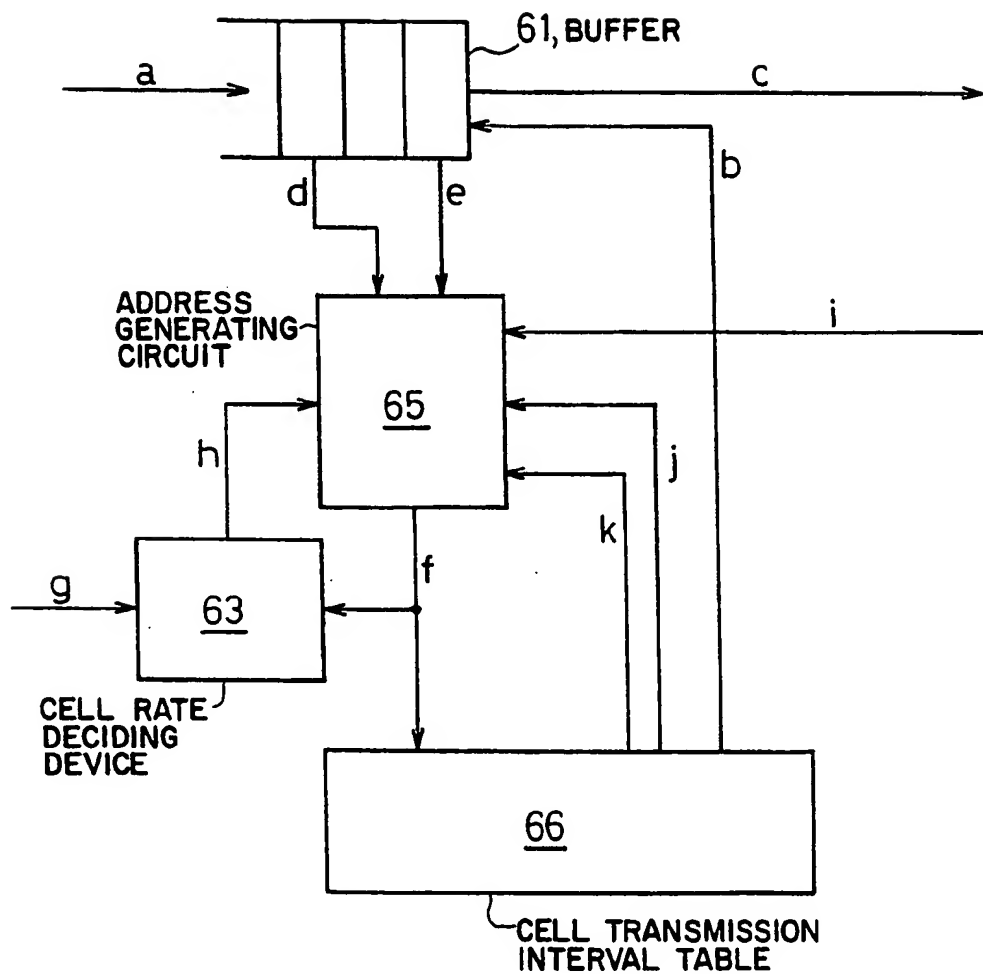 61, BUFFER
a
c
b
d
e
ADDRESS
GENERATING
CIRCUIT
i
65
h
j
k
f
g
63
CELL RATE
DECIDING
DEVICE
66
CELL TRANSMISSION
INTERVAL TABLE